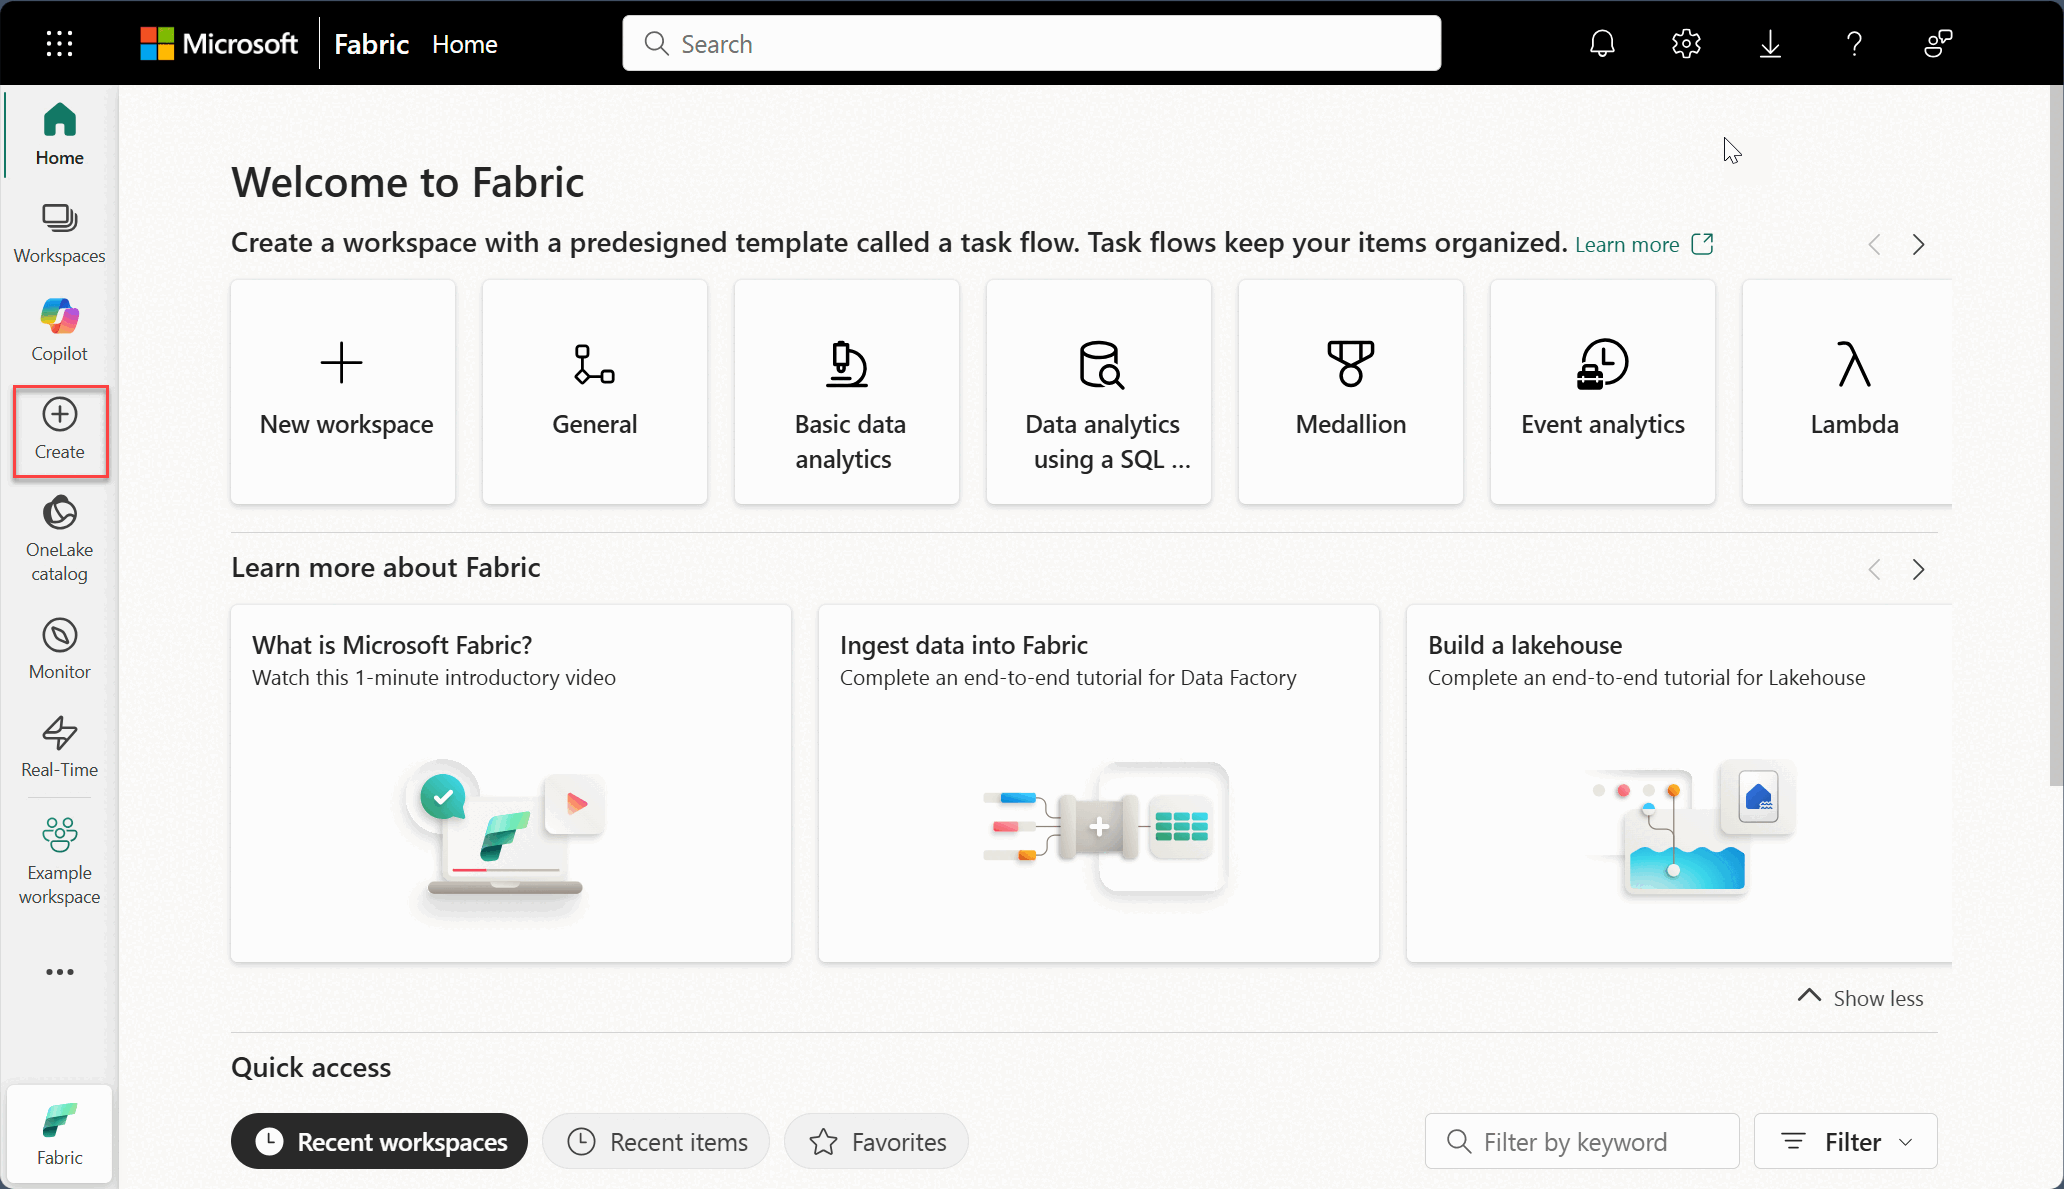 Microsoft
Fabric Home
Search
Home
Workspaces
Copilot
Create
OneLake
catalog
Monitor
Real-Time
Example
workspace
Fabric
Welcome to Fabric
Create a workspace with a predesigned template called a task flow. Task flows keep your items organized. Learn more
New workspace
General
Basic data
analytics
Data analytics
using a SQL ...
Medallion
Event analytics
Lambda
Learn more about Fabric
What is Microsoft Fabric?
Watch this 1-minute introductory video
Ingest data into Fabric
Complete an end-to-end tutorial for Data Factory
Build a lakehouse
Complete an end-to-end tutorial for Lakehouse
Show less
Quick access
Recent workspaces
Recent items
Favorites
Filter by keyword
Filter